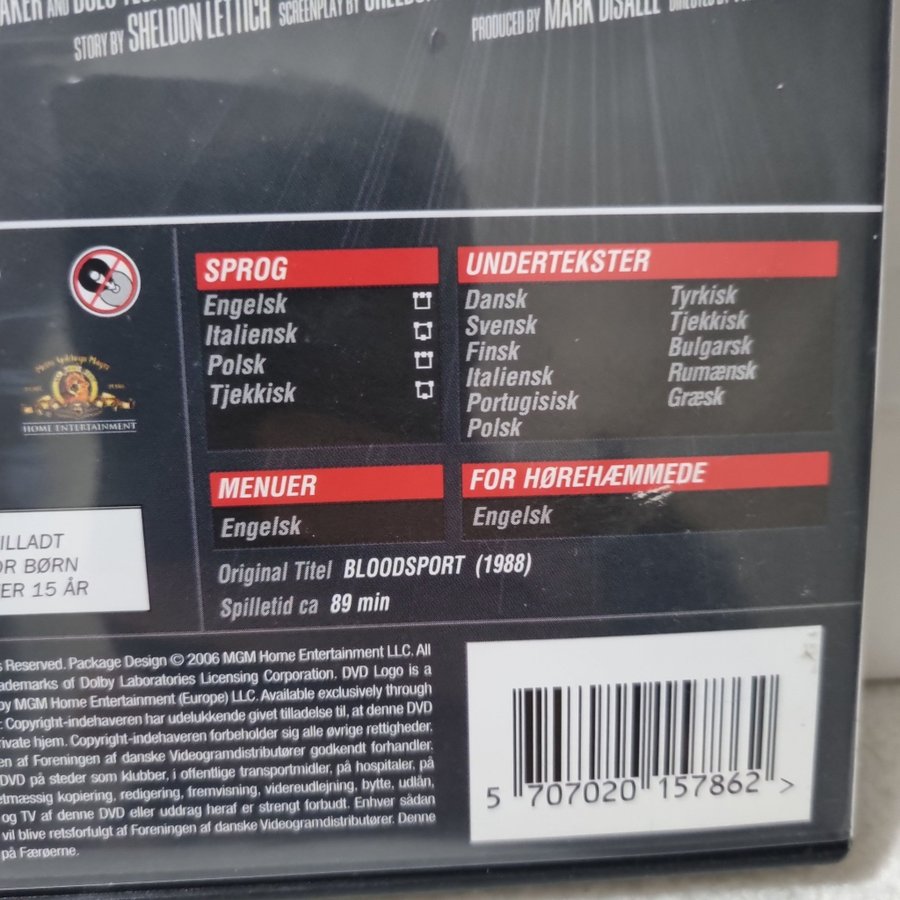 AKER AND
STORY BY SHELDON LETTICH SCREENPLAY BY
PRODUCED BY MARK DISALLE DIRECTED BY
SPROG
Engelsk
Italiensk
Polsk
Tjekkisk
UNDERTEKSTER
Dansk
Svensk
Finsk
Italiensk
Portugisisk
Polsk
Tyrkisk
Tjekkisk
Bulgarsk
Rumænsk
Græsk
HOME ENTERTAINMENT
MENUER
Engelsk
FOR HØREHÆMMEDE
Engelsk
ILLADT
OR BØRN
ER 15 ÅR
Original Titel BLOODSPORT (1988)
Spilletid ca 89 min
s Reserved. Package Design © 2006 MGM Home Entertainment LLC. All
ademarks of Dolby Laboratories Licensing Corporation. DVD Logo is a
by MGM Home Entertainment (Europe) LLC. Available exclusively through
: Copyright-indehaveren har udelukkende givet tilladelse til, at denne DVD
rivate hjem. Copyright-indehaveren forbeholder sig alle øvrige rettigheder.
en af Foreningen af danske Videogramdistributører godkendt forhandler.
DVD på steder som klubber, i offentlige transportmidler, på hospitaler, på
etmæssig kopiering, redigering, fremvisning, videreudlejning, bytte, udlån,
og TV af denne DVD eller uddrag heraf er strengt forbudt. Enhver sådan
vil blive retsforfulgt af Foreningen af danske Videogramdistributører. Denne
på Færøerne.
5 707020 157862 >